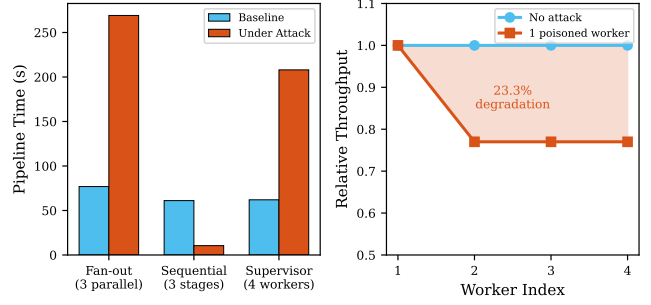 Pipeline Time (s)
250
200
150
100
50
0
Baseline
Under Attack
Fan-out
(3 parallel)
Sequential
(3 stages)
Supervisor
(4 workers)
Relative Throughput
1.1
1.0
0.9
0.8
0.7
0.6
0.5
No attack
1 poisoned worker
23.3%
degradation
1
2
3
4
Worker Index